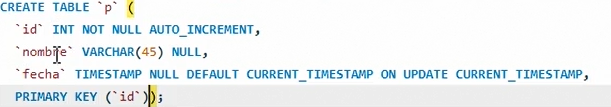 CREATE TABLE `p` (
`id` INT NOT NULL AUTO_INCREMENT,
`nombre` VARCHAR(45) NULL,
`fecha` TIMESTAMP NULL DEFAULT CURRENT_TIMESTAMP ON UPDATE CURRENT_TIMESTAMP,
PRIMARY KEY (`id`));